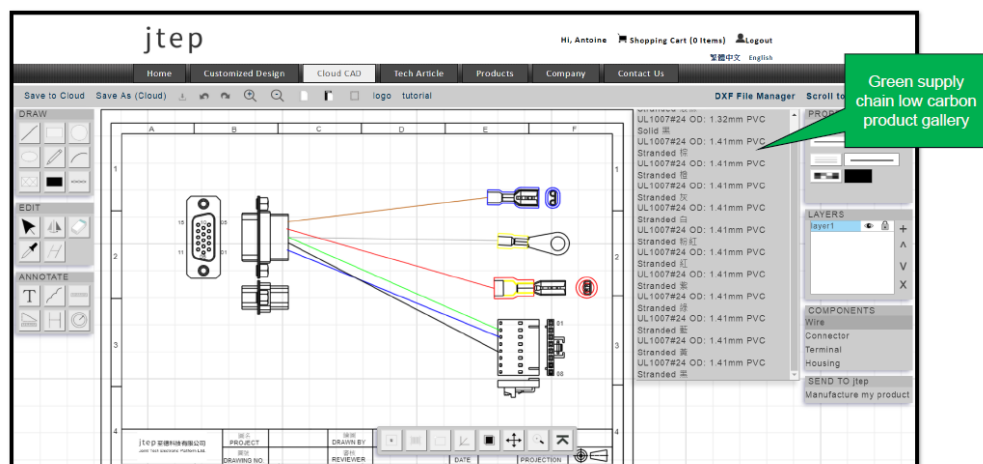 jtep
Hi, Antoine Shopping Cart (0 Items) Logout
繁體中文 English
Home Customized Design Cloud CAD Tech Article Products Company Contact Us
Save to Cloud Save As (Cloud) logo tutorial DXF File Manager Scroll to
Green supply
chain low carbon
product gallery
DRAW
EDIT
ANNOTATE
A B C D E F
1 1
2 2
3 3
4 4
01
08
UL1007#24 OD: 1.32mm PVC
Solid 黑
UL1007#24 OD: 1.41mm PVC
Stranded 棕
UL1007#24 OD: 1.41mm PVC
Stranded 橙
UL1007#24 OD: 1.41mm PVC
Stranded 灰
UL1007#24 OD: 1.41mm PVC
Stranded 白
UL1007#24 OD: 1.41mm PVC
Stranded 粉紅
UL1007#24 OD: 1.41mm PVC
Stranded 紅
UL1007#24 OD: 1.41mm PVC
Stranded 紫
UL1007#24 OD: 1.41mm PVC
Stranded 綠
UL1007#24 OD: 1.41mm PVC
Stranded 藍
UL1007#24 OD: 1.41mm PVC
Stranded 黃
UL1007#24 OD: 1.41mm PVC
Stranded 黑
LAYERS
layer1
COMPONENTS
Wire
Connector
Terminal
Housing
SEND TO jtep
Manufacture my product
PROJECT
DRAWING NO.
DRAWN BY
REVIEWER
DATE
PROJECTION